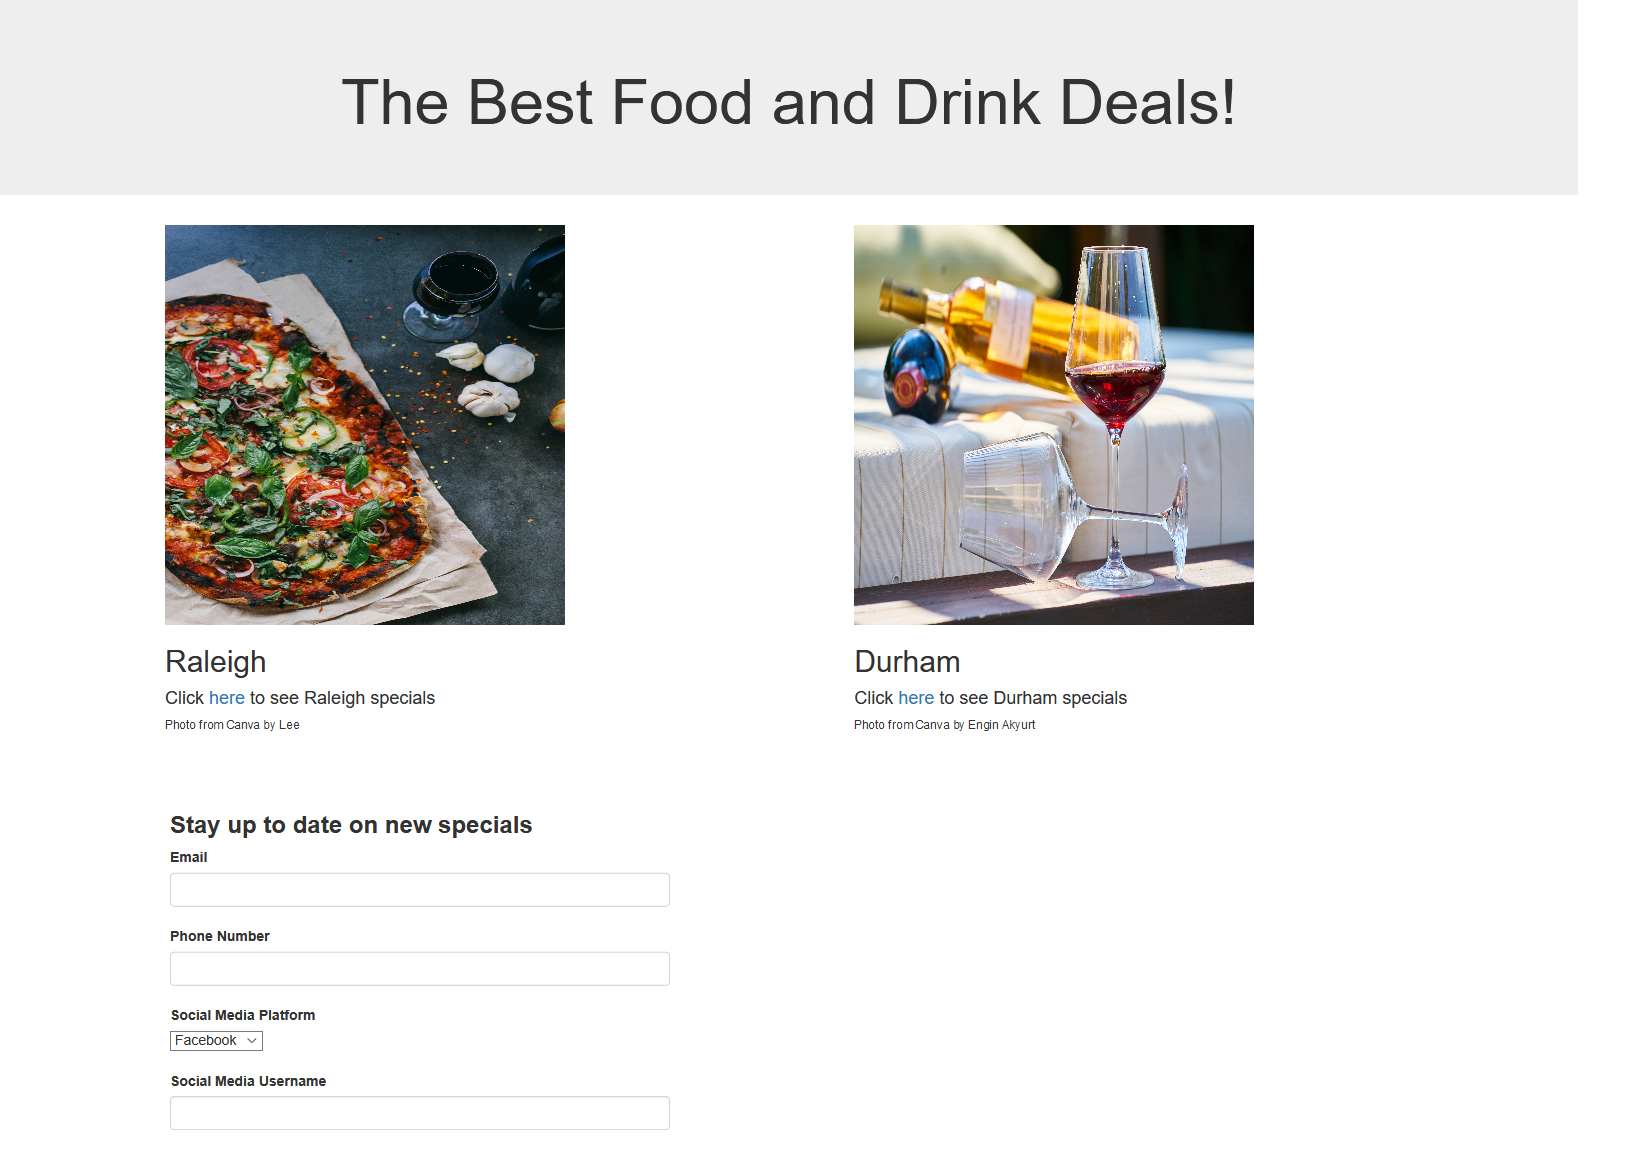 The Best Food and Drink Deals!
Raleigh
Click here to see Raleigh specials
Photo from Canva by Lee
Durham
Click here to see Durham specials
Photo from Canva by Engin Akyurt
Stay up to date on new specials
Email
Phone Number
Social Media Platform
Facebook
Social Media Username